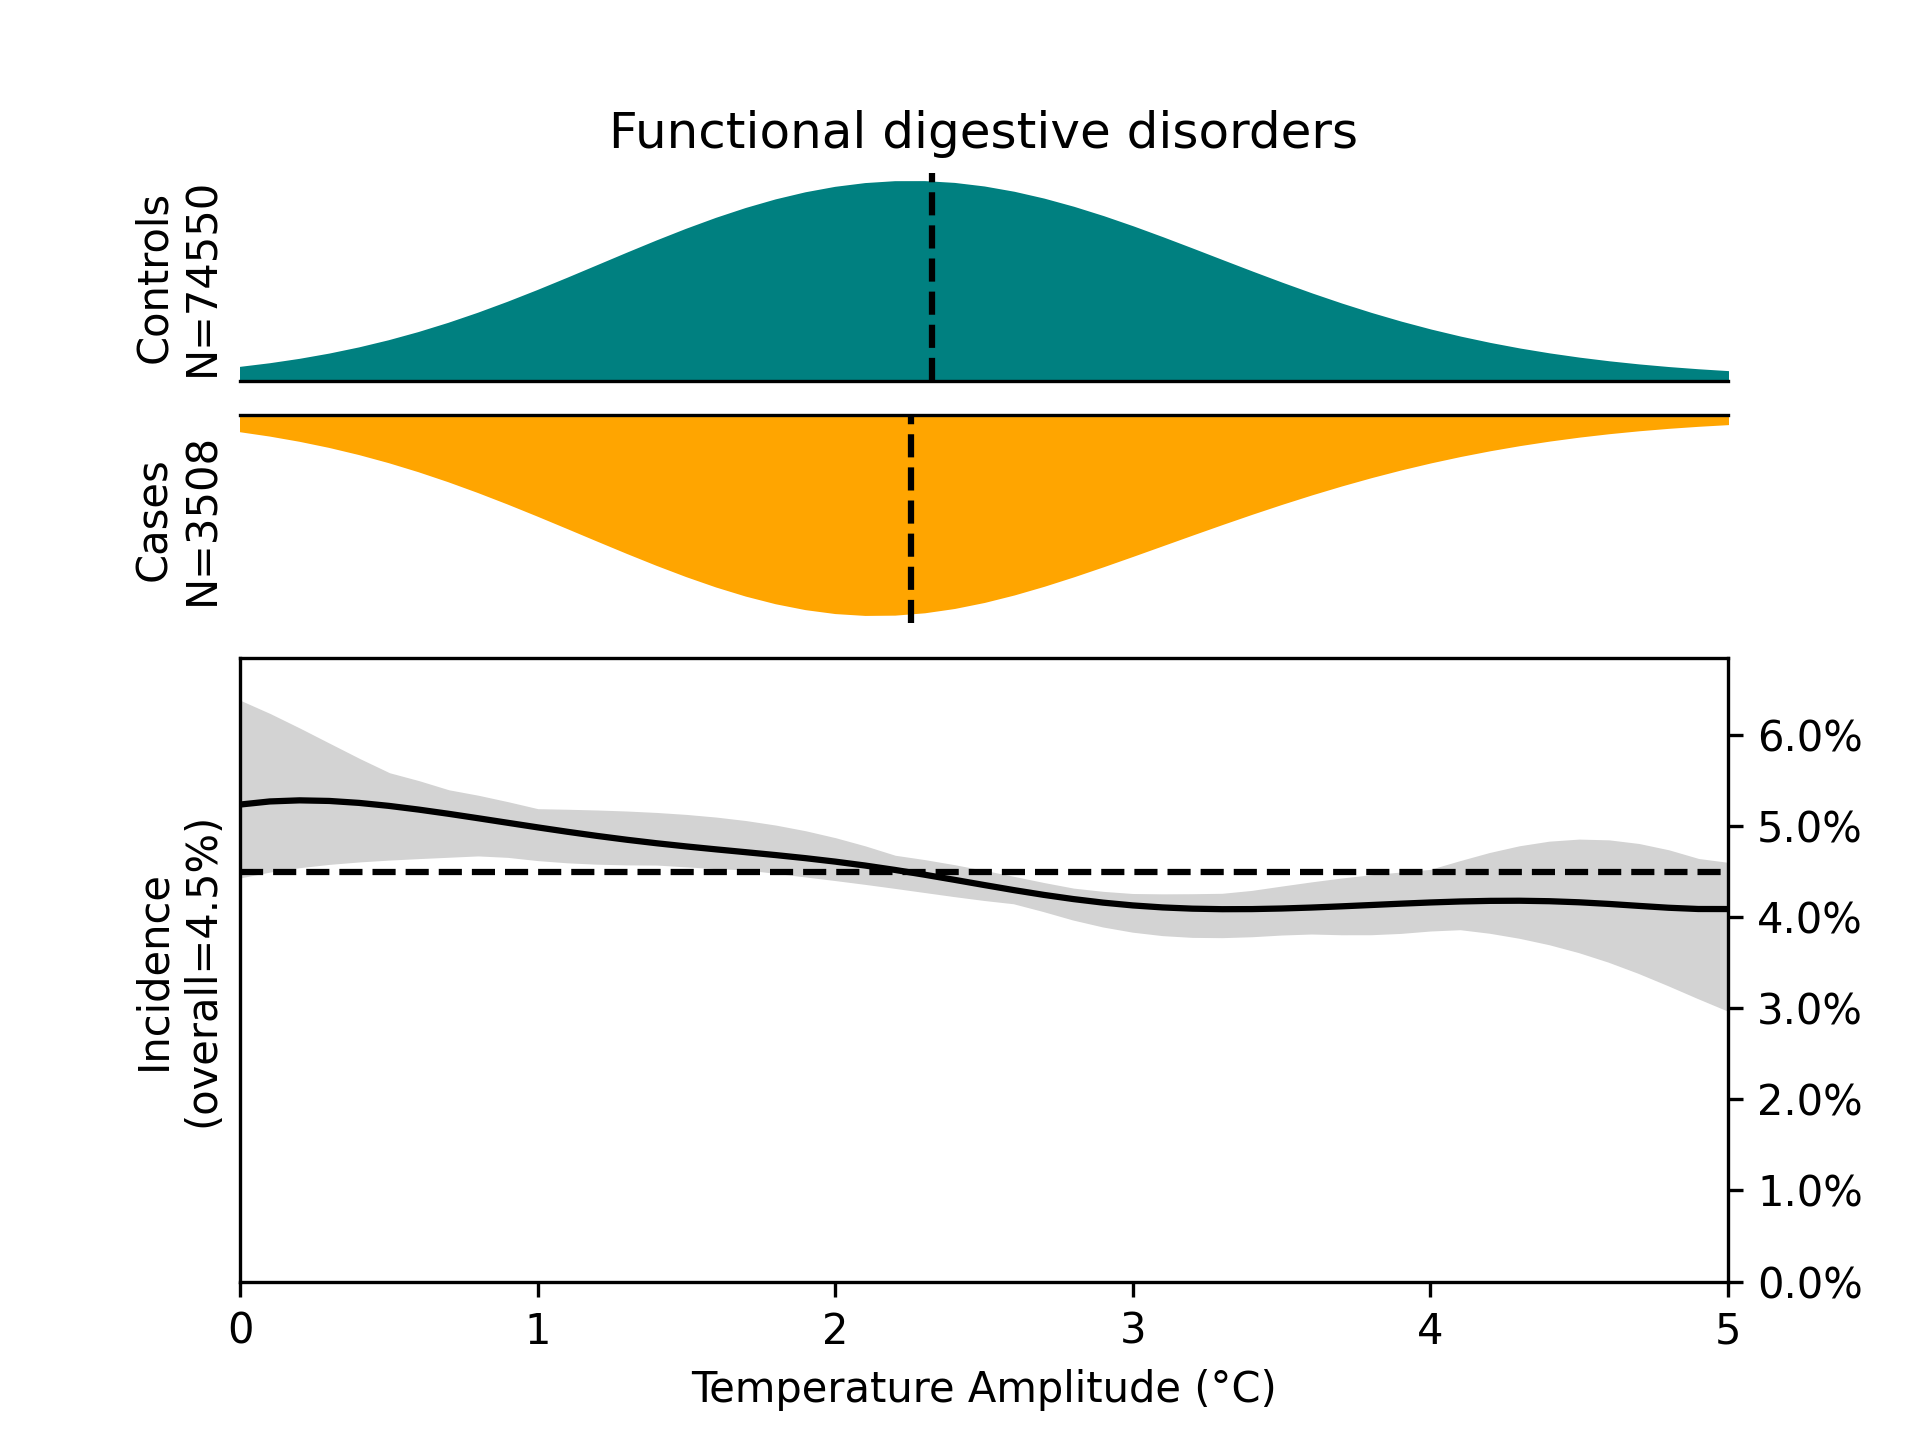 Functional digestive disorders
Controls
N=74550
Cases
N=3508
Incidence
(overall=4.5%)
6.0%
5.0%
4.0%
3.0%
2.0%
1.0%
0.0%
0 1 2 3 4 5
Temperature Amplitude (°C)